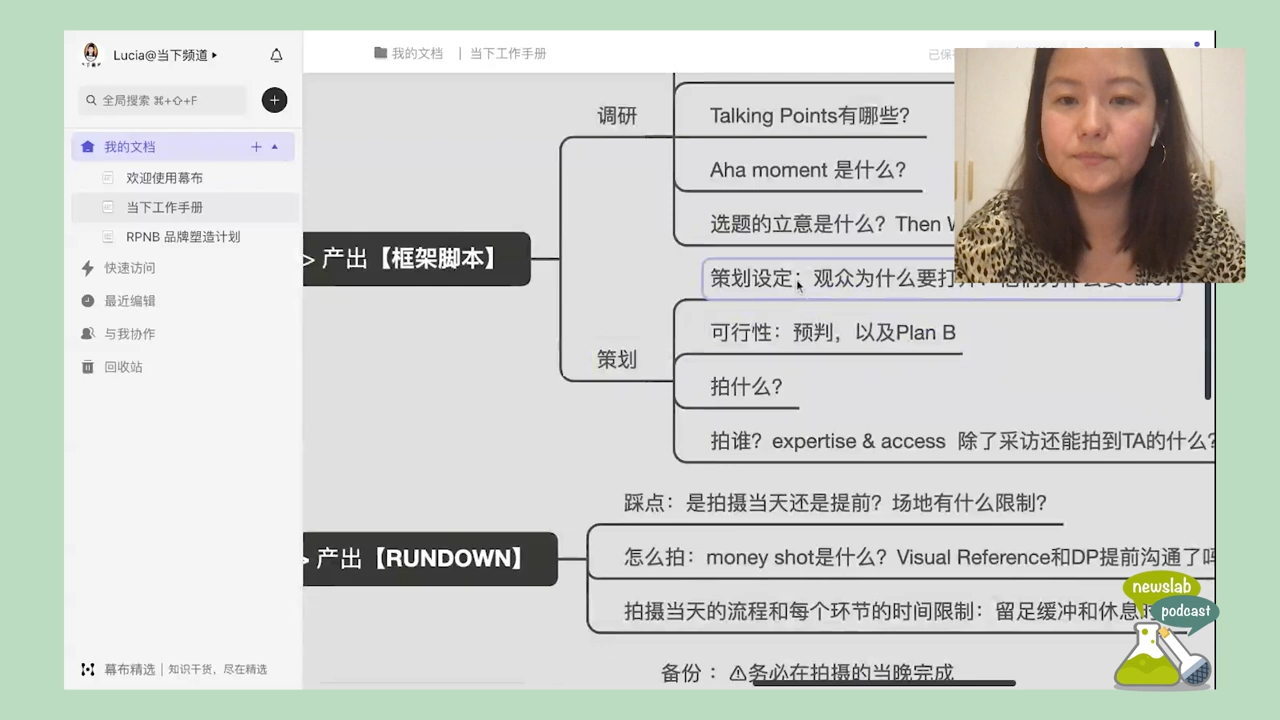 Lucia@当下频道
全局搜索 ⌘+⇧+F
我的文档
欢迎使用幕布
当下工作手册
RPNB 品牌塑造计划
快速访问
最近编辑
与我协作
回收站
幕布精选 | 知识干货，尽在精选
我的文档 | 当下工作手册
已保
调研
Talking Points有哪些？
Aha moment 是什么？
选题的立意是什么？Then
> 产出【框架脚本】
策划设定：观众为什么要打
策划
可行性：预判，以及Plan B
拍什么？
拍谁？expertise & access 除了采访还能拍到TA的什么？
踩点：是拍摄当天还是提前？场地有什么限制？
> 产出【RUNDOWN】
怎么拍：money shot是什么？Visual Reference和DP提前沟通了吗
拍摄当天的流程和每个环节的时间限制：留足缓冲和休息
备份：⚠务必在拍摄的当晚完成
newslab
podcast